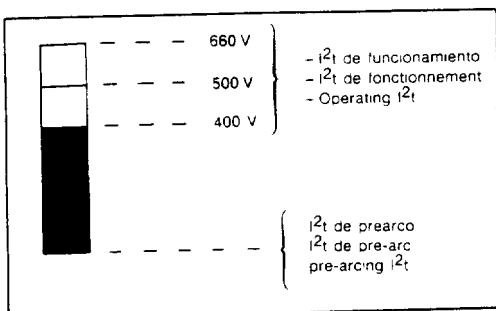 660 V
500 V
400 V
- I²t de funcionamiento
- I²t de fonctionnement
- Operating I²t
I²t de prearco
I²t de pre-arc
pre-arcing I²t